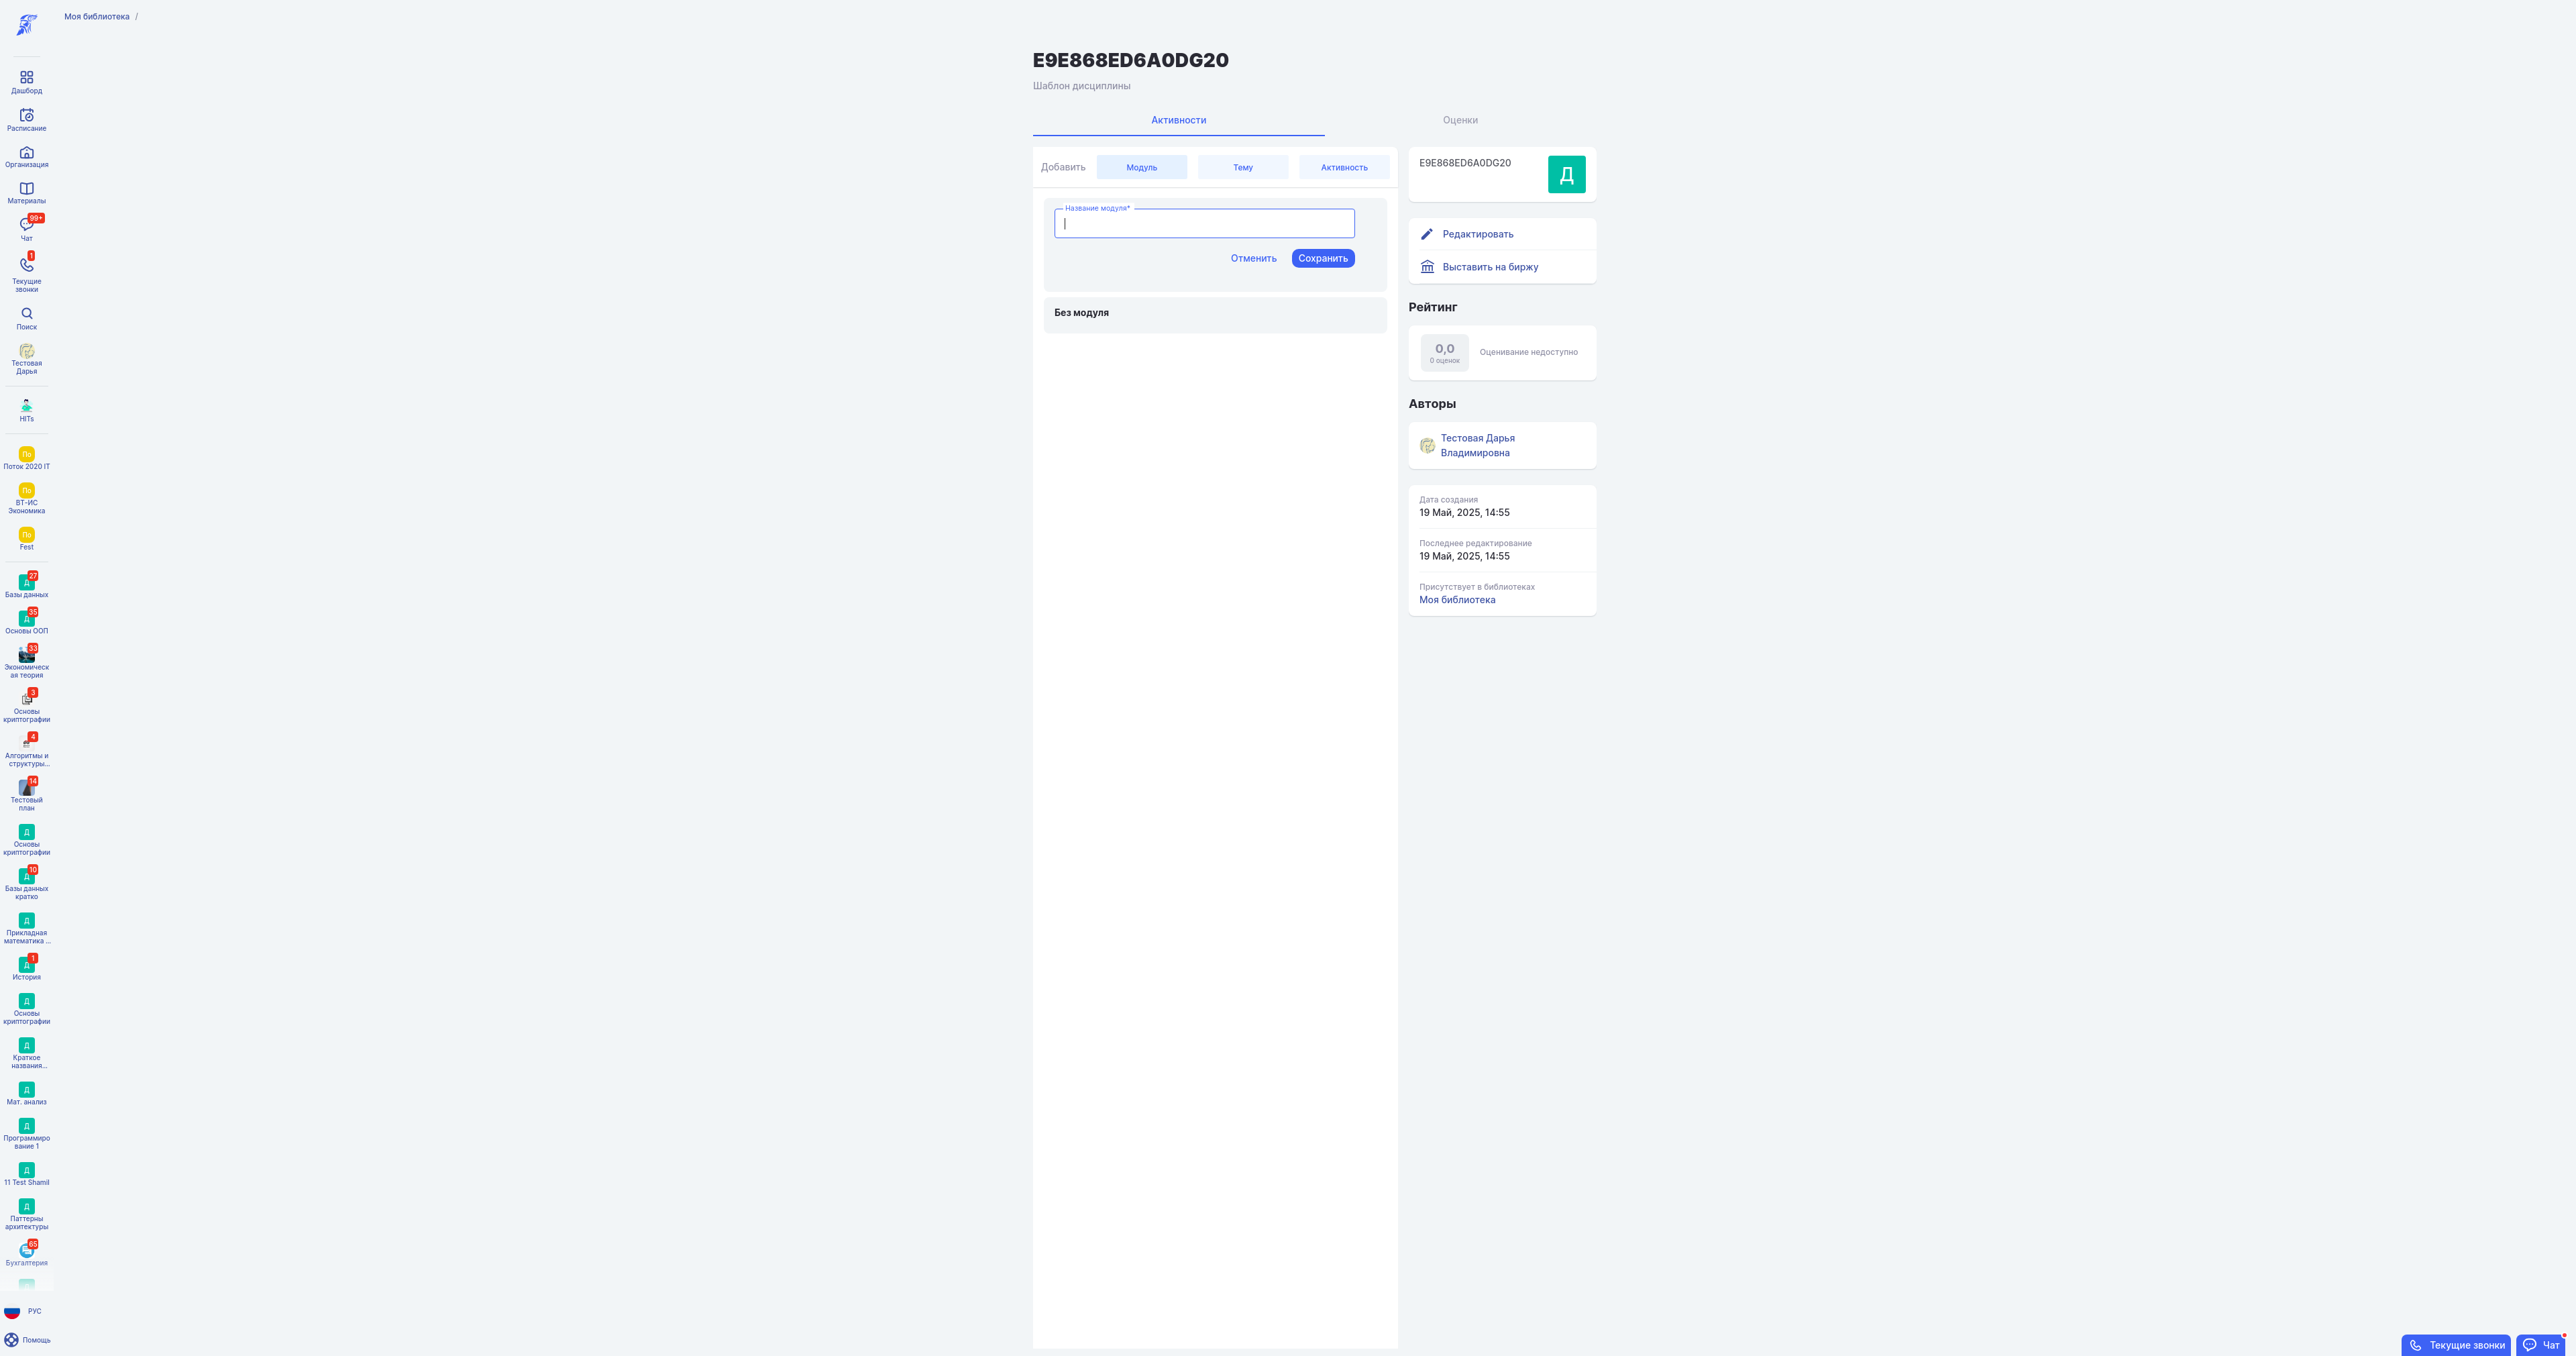 Моя библиотека /
Дашборд
Расписание
Организация
Материалы
99+
Чат
1
Текущие
звонки
Поиск
Тестовая
Дарья
HITs
По
Поток 2020 IT
По
ВТ-ИС
Экономика
По
Fest
27
Д
Базы данных
35
Д
Основы ООП
33
Экономическ
ая теория
3
Основы
криптографии
4
Алгоритмы и
структуры...
14
Тестовый
план
Д
Основы
криптографии
10
Д
Базы данных
кратко
Д
Прикладная
математика ...
1
Д
История
Д
Основы
криптографии
Д
Краткое
названия...
Д
Мат. анализ
Д
Программиро
вание 1
Д
11 Test Shamil
Д
Паттерны
архитектуры
65
Бухгалтерия
РУС
Помощь
E9E868ED6A0DG20
Шаблон дисциплины
Активности
Оценки
Добавить
Модуль
Тему
Активность
Название модуля*
Отменить
Сохранить
Без модуля
E9E868ED6A0DG20
Д
Редактировать
Выставить на биржу
Рейтинг
0,0
0 оценок
Оценивание недоступно
Авторы
Тестовая Дарья
Владимировна
Дата создания
19 Май, 2025, 14:55
Последнее редактирование
19 Май, 2025, 14:55
Присутствует в библиотеках
Моя библиотека
Текущие звонки
Чат